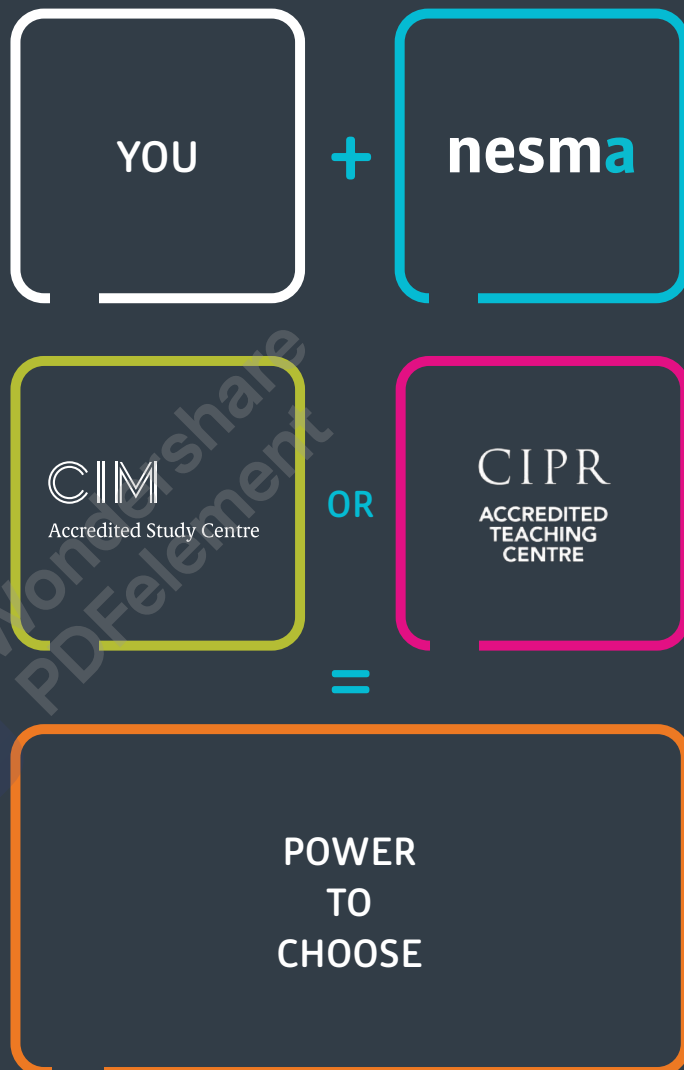 YOU
+
nesma
CIM
Accredited Study Centre
OR
CIPR
ACCREDITED
TEACHING
CENTRE
=
POWER
TO
CHOOSE
Wondershare
PDFelement